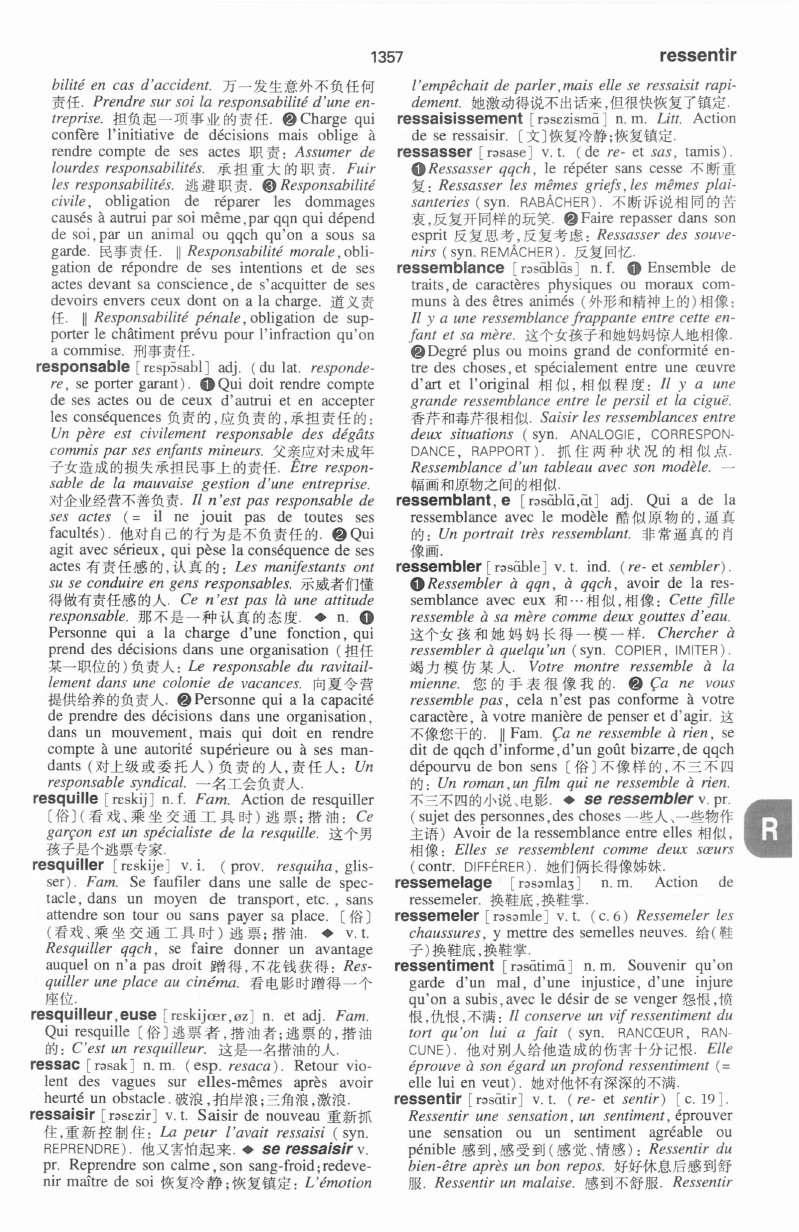 1357
ressentir
bilité en cas d'accident. 万一发生意外不负任何
责任. Prendre sur soi la responsabilité d'une en-
treprise. 担负起一项事业的责任. ❷Charge qui
confère l'initiative de décisions mais oblige à
rendre compte de ses actes 职责: Assumer de
lourdes responsabilités. 承担重大的职责. Fuir
les responsabilités. 逃避职责. ❸Responsabilité
civile, obligation de réparer les dommages
causés à autrui par soi même,par qqn qui dépend
de soi,par un animal ou qqch qu'on a sous sa
garde. 民事责任. ‖ Responsabilité morale,obli-
gation de répondre de ses intentions et de ses
actes devant sa conscience,de s'acquitter de ses
devoirs envers ceux dont on a la charge. 道义责
任. ‖ Responsabilité pénale,obligation de sup-
porter le châtiment prévu pour l'infraction qu'on
a commise. 刑事责任.
responsable [rɛspɔ̃sabl] adj. (du lat. responde-
re, se porter garant). ❶Qui doit rendre compte
de ses actes ou de ceux d'autrui et en accepter
les conséquences 负责的,应负责的,承担责任的:
Un père est civilement responsable des dégâts
commis par ses enfants mineurs. 父亲应对未成年
子女造成的损失承担民事上的责任. Être respon-
sable de la mauvaise gestion d'une entreprise.
对企业经营不善负责. Il n'est pas responsable de
ses actes (= il ne jouit pas de toutes ses
facultés). 他对自己的行为是不负责任的. ❷Qui
agit avec sérieux, qui pèse la conséquence de ses
actes 有责任感的,认真的: Les manifestants ont
su se conduire en gens responsables. 示威者们懂
得做有责任感的人. Ce n'est pas là une attitude
responsable. 那不是一种认真的态度. ◆ n. ❶
Personne qui a la charge d'une fonction, qui
prend des décisions dans une organisation (担任
某一职位的)负责人: Le responsable du ravitail-
lement dans une colonie de vacances. 向夏令营
提供给养的负责人. ❷Personne qui a la capacité
de prendre des décisions dans une organisation,
dans un mouvement, mais qui doit en rendre
compte à une autorité supérieure ou à ses man-
dants (对上级或委托人)负责的人,责任人: Un
responsable syndical. 一名工会负责人.
resquille [rɛskij] n.f. Fam. Action de resquiller
〔俗〕(看戏、乘坐交通工具时)逃票;揩油: Ce
garçon est un spécialiste de la resquille. 这个男
孩子是个逃票专家.
resquiller [rɛskije] v.i. (prov. resquiha, glis-
ser). Fam. Se faufiler dans une salle de spec-
tacle, dans un moyen de transport, etc., sans
attendre son tour ou sans payer sa place. 〔俗〕
(看戏、乘坐交通工具时)逃票;揩油. ◆ v.t.
Resquiller qqch, se faire donner un avantage
auquel on n'a pas droit 蹭得,不花钱获得: Res-
quiller une place au cinéma. 看电影时蹭得一个
座位.
resquilleur,euse [rɛskijœr,øz] n. et adj. Fam.
Qui resquille〔俗〕逃票者,揩油者;逃票的,揩油
的: C'est un resquilleur. 这是一名揩油的人.
ressac [rəsak] n.m. (esp. resaca). Retour vio-
lent des vagues sur elles-mêmes après avoir
heurté un obstacle. 破浪,拍岸浪;三角浪,激浪.
ressaisir [rəsɛzir] v.t. Saisir de nouveau 重新抓
住,重新控制住: La peur l'avait ressaisi (syn.
REPRENDRE). 他又害怕起来. ◆ se ressaisir v.
pr. Reprendre son calme,son sang-froid;redeve-
nir maître de soi 恢复冷静;恢复镇定: L'émotion
l'empêchait de parler,mais elle se ressaisit rapi-
dement. 她激动得说不出话来,但很快恢复了镇定.
ressaisissement [rəsɛzismɑ̃] n.m. Litt. Action
de se ressaisir. 〔文〕恢复冷静;恢复镇定.
ressasser [rəsase] v.t. (de re- et sas, tamis).
❶Ressasser qqch, le répéter sans cesse 不断重
复: Ressasser les mêmes griefs,les mêmes plai-
santeries (syn. RABÂCHER). 不断诉说相同的苦
衷,反复开同样的玩笑. ❷Faire repasser dans son
esprit 反复思考,反复考虑: Ressasser des souve-
nirs (syn. REMÂCHER). 反复回忆.
ressemblance [rəsɑ̃blɑ̃s] n.f. ❶ Ensemble de
traits,de caractères physiques ou moraux com-
muns à des êtres animés (外形和精神上的)相像:
Il y a une ressemblance frappante entre cette en-
fant et sa mère. 这个女孩子和她妈妈惊人地相像.
❷Degré plus ou moins grand de conformité en-
tre des choses,et spécialement entre une œuvre
d'art et l'original 相似,相似程度: Il y a une
grande ressemblance entre le persil et la ciguë.
香芹和毒芹很相似. Saisir les ressemblances entre
deux situations (syn. ANALOGIE, CORRESPON-
DANCE, RAPPORT). 抓住两种状况的相似点.
Ressemblance d'un tableau avec son modèle. 一
幅画和原物之间的相似.
ressemblant,e [rəsɑ̃blɑ̃,ɑ̃t] adj. Qui a de la
ressemblance avec le modèle 酷似原物的,逼真
的: Un portrait très ressemblant. 非常逼真的肖
像画.
ressembler [rəsɑ̃ble] v.t. ind. (re- et sembler).
❶Ressembler à qqn, à qqch, avoir de la res-
semblance avec eux 和…相似,相像: Cette fille
ressemble à sa mère comme deux gouttes d'eau.
这个女孩和她妈妈长得一模一样. Chercher à
ressembler à quelqu'un (syn. COPIER, IMITER).
竭力模仿某人. Votre montre ressemble à la
mienne. 您的手表很像我的. ❷ Ça ne vous
ressemble pas, cela n'est pas conforme à votre
caractère, à votre manière de penser et d'agir. 这
不像您干的. ‖ Fam. Ça ne ressemble à rien, se
dit de qqch d'informe,d'un goût bizarre,de qqch
dépourvu de bon sens〔俗〕不像样的,不三不四
的: Un roman,un film qui ne ressemble à rien.
不三不四的小说、电影. ◆ se ressembler v.pr.
(sujet des personnes,des choses 一些人、一些物作
主语) Avoir de la ressemblance entre elles 相似,
相像: Elles se ressemblent comme deux sœurs
(contr. DIFFÉRER). 她们俩长得像姊妹.
ressemelage [rəsəmlaʒ] n.m. Action de
ressemeler. 换鞋底,换鞋掌.
ressemeler [rəsəmle] v.t. (c.6) Ressemeler les
chaussures, y mettre des semelles neuves. 给(鞋
子)换鞋底,换鞋掌.
ressentiment [rəsɑ̃timɑ̃] n.m. Souvenir qu'on
garde d'un mal, d'une injustice, d'une injure
qu'on a subis,avec le désir de se venger 怨恨,愤
恨,仇恨,不满: Il conserve un vif ressentiment du
tort qu'on lui a fait (syn. RANCŒUR, RAN-
CUNE). 他对别人给他造成的伤害十分记恨. Elle
éprouve à son égard un profond ressentiment (=
elle lui en veut). 她对他怀有深深的不满.
ressentir [rəsɑ̃tir] v.t. (re- et sentir) [c.19].
Ressentir une sensation, un sentiment, éprouver
une sensation ou un sentiment agréable ou
pénible 感到,感受到(感觉、情感): Ressentir du
bien-être après un bon repos. 好好休息后感到舒
服. Ressentir un malaise. 感到不舒服. Ressentir
R